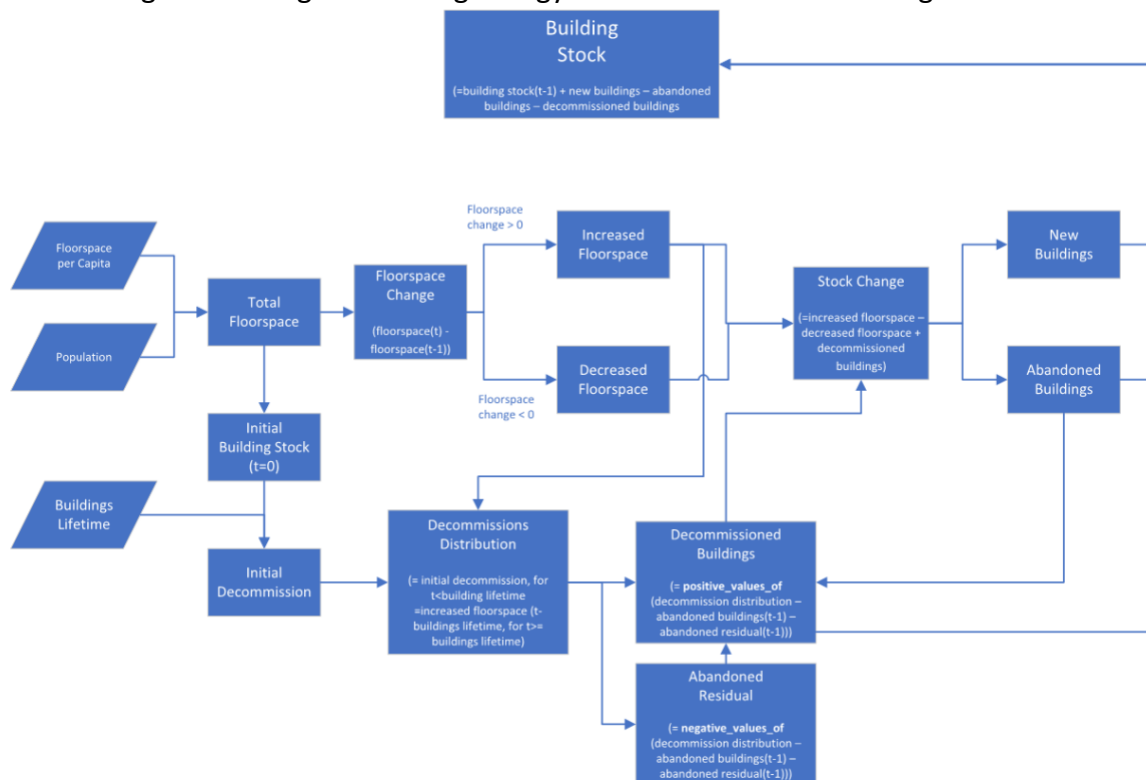 Building
Stock
(=building stock(t-1) + new buildings – abandoned
buildings – decommissioned buildings
Floorspace
per Capita
Population
Total
Floorspace
Floorspace
Change
(floorspace(t) -
floorspace(t-1))
Floorspace
change > 0
Floorspace
change < 0
Increased
Floorspace
Decreased
Floorspace
Stock Change
(=increased floorspace –
decreased floorspace +
decommissioned
buildings)
New
Buildings
Abandoned
Buildings
Initial
Building Stock
(t=0)
Buildings
Lifetime
Initial
Decommission
Decommissions
Distribution
(= initial decommission, for
t<building lifetime
=increased floorspace (t-
buildings lifetime, for t>=
buildings lifetime)
Decommissioned
Buildings
(= positive_values_of
(decommission distribution –
abandoned buildings(t-1) –
abandoned residual(t-1)))
Abandoned
Residual
(= negative_values_of
(decommission distribution –
abandoned buildings(t-1) –
abandoned residual(t-1)))